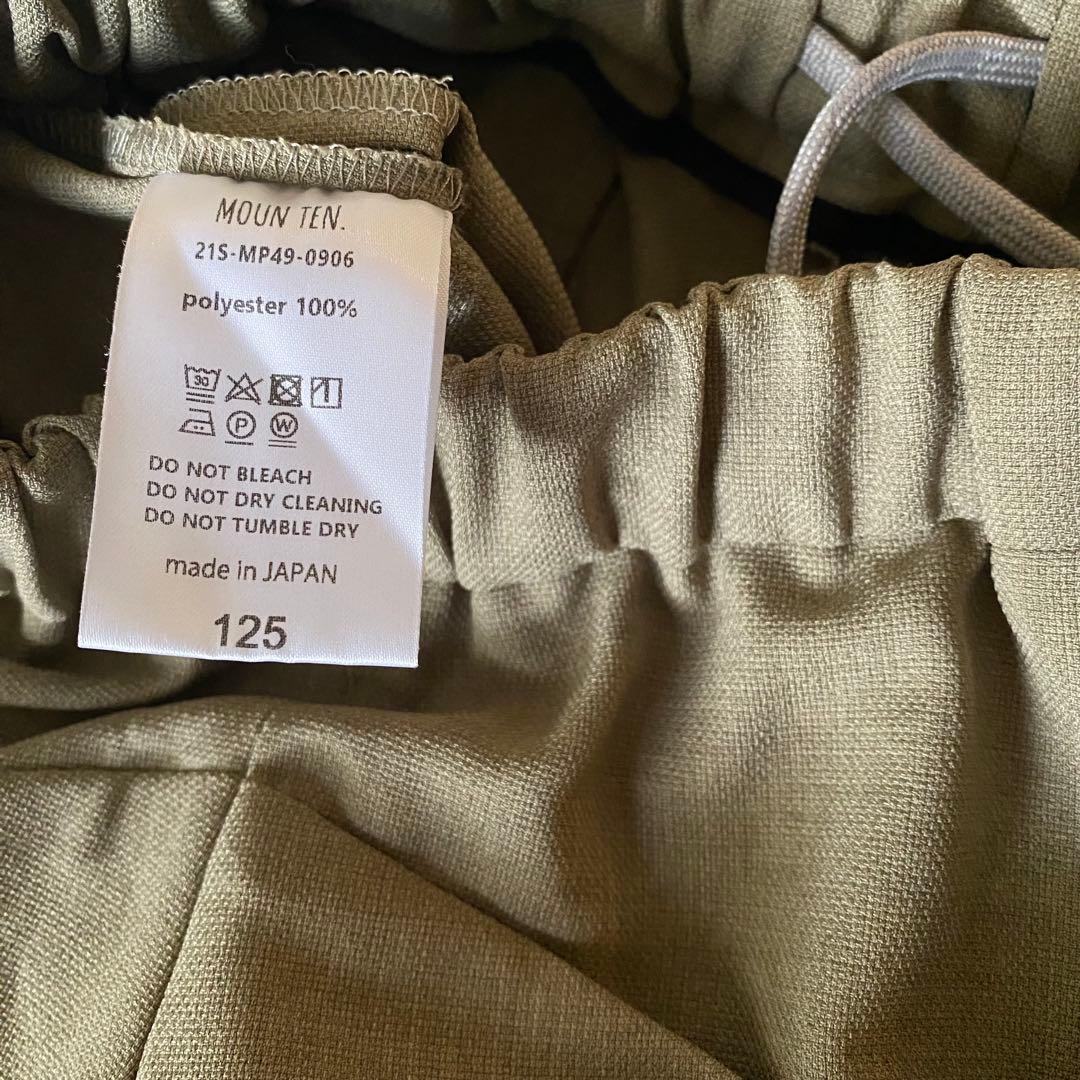 MOUN TEN.
21S-MP49-0906
polyester 100%
30
P W
DO NOT BLEACH
DO NOT DRY CLEANING
DO NOT TUMBLE DRY
made in JAPAN
125